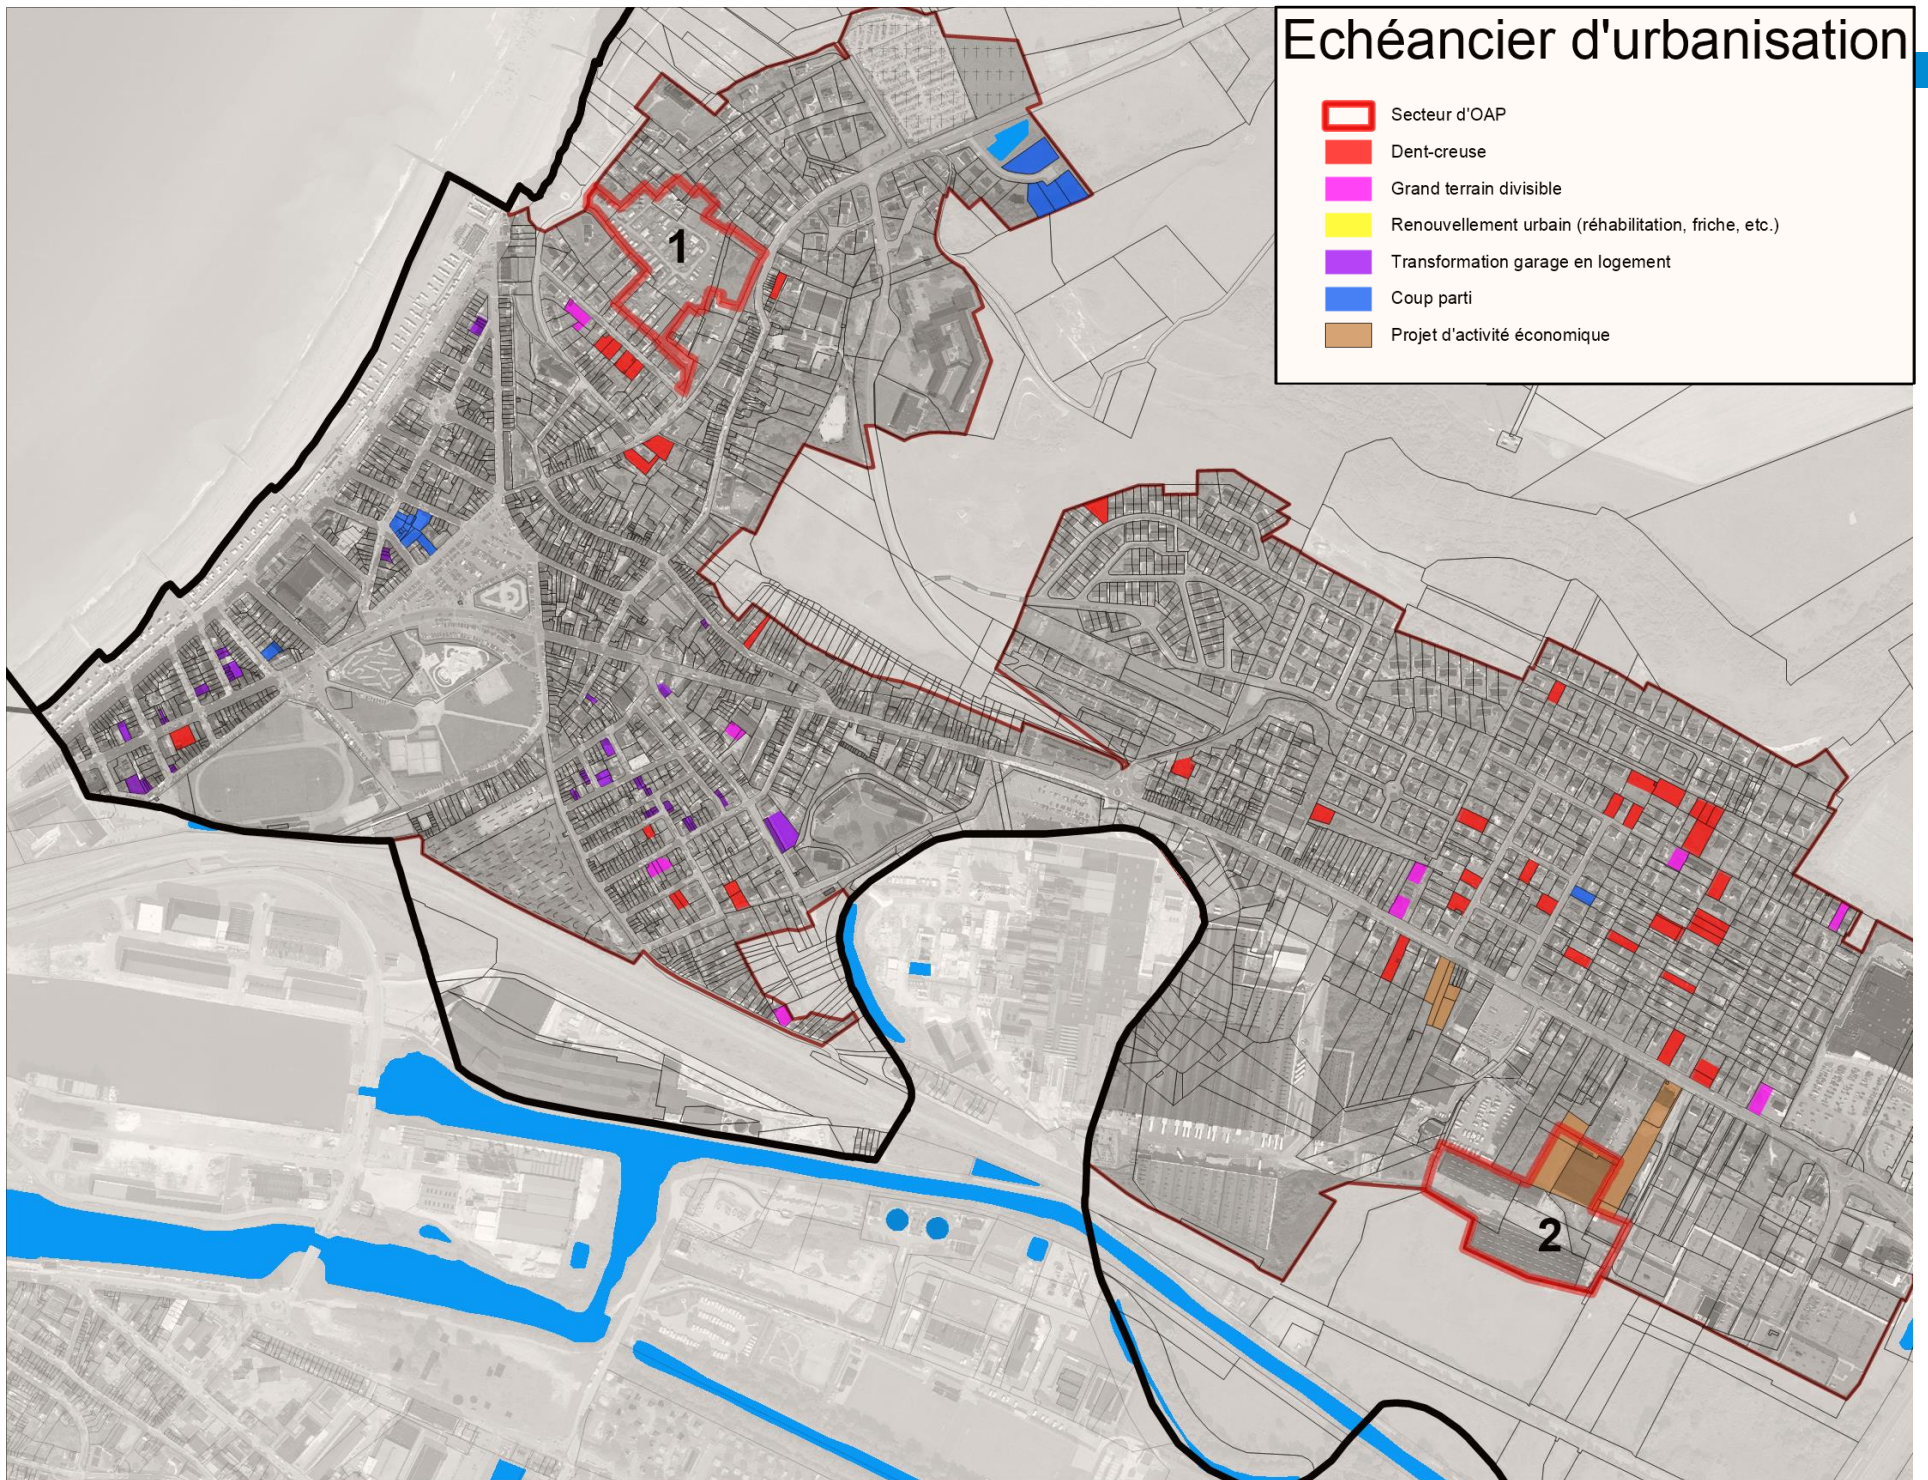 Echéancier d'urbanisation
Secteur d'OAP
Dent-creuse
Grand terrain divisible
Renouvellement urbain (réhabilitation, friche, etc.)
Transformation garage en logement
Coup parti
Projet d'activité économique
1
2